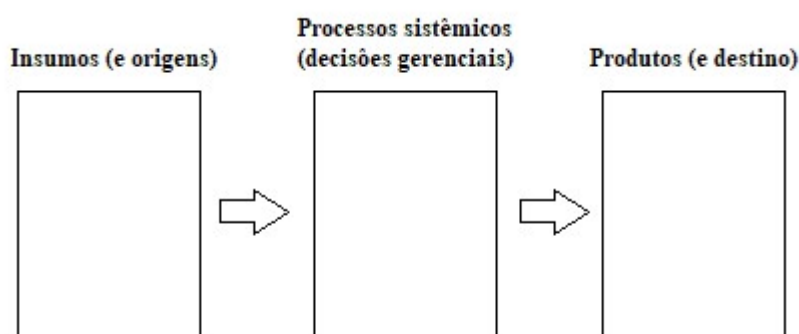 Insumos (e origens)
Processos sistêmicos
(decisões gerenciais)
Produtos (e destino)